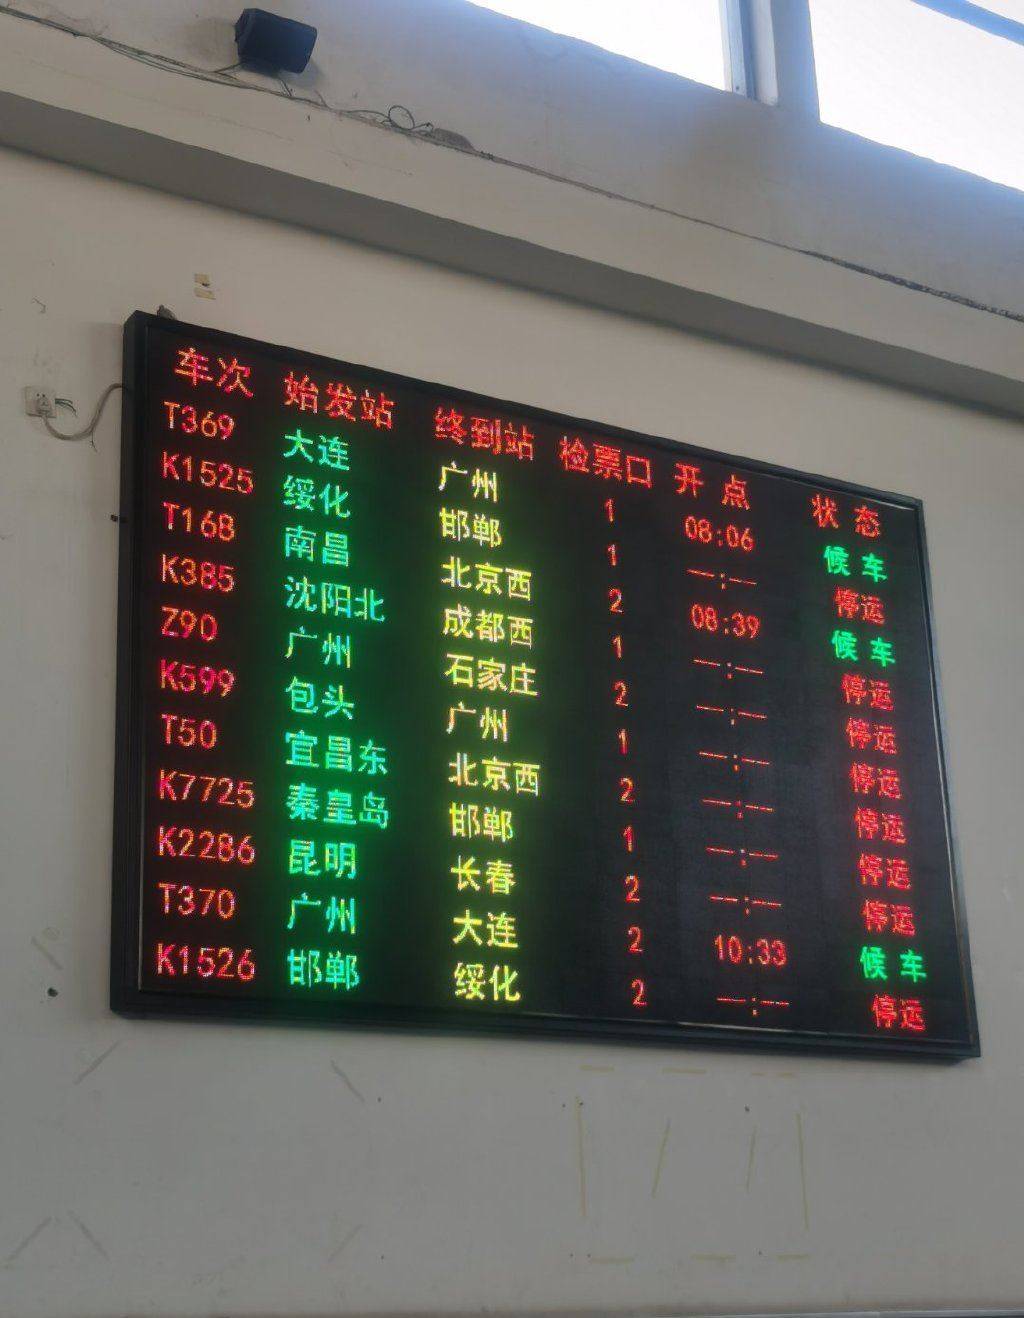 车次 始发站 终到站 检票口 开点 状态
T369 大连 广州 1 08:06 候车
K1525 绥化 邯郸 1 --:-- 停运
T168 南昌 北京西 2 08:39 候车
K385 沈阳北 成都西 1 --:-- 停运
Z90 广州 石家庄 2 --:-- 停运
K599 包头 广州 1 --:-- 停运
T50 宜昌东 北京西 2 --:-- 停运
K7725 秦皇岛 邯郸 1 --:-- 停运
K2286 昆明 长春 2 --:-- 停运
T370 广州 大连 2 10:33 候车
K1526 邯郸 绥化 2 --:-- 停运